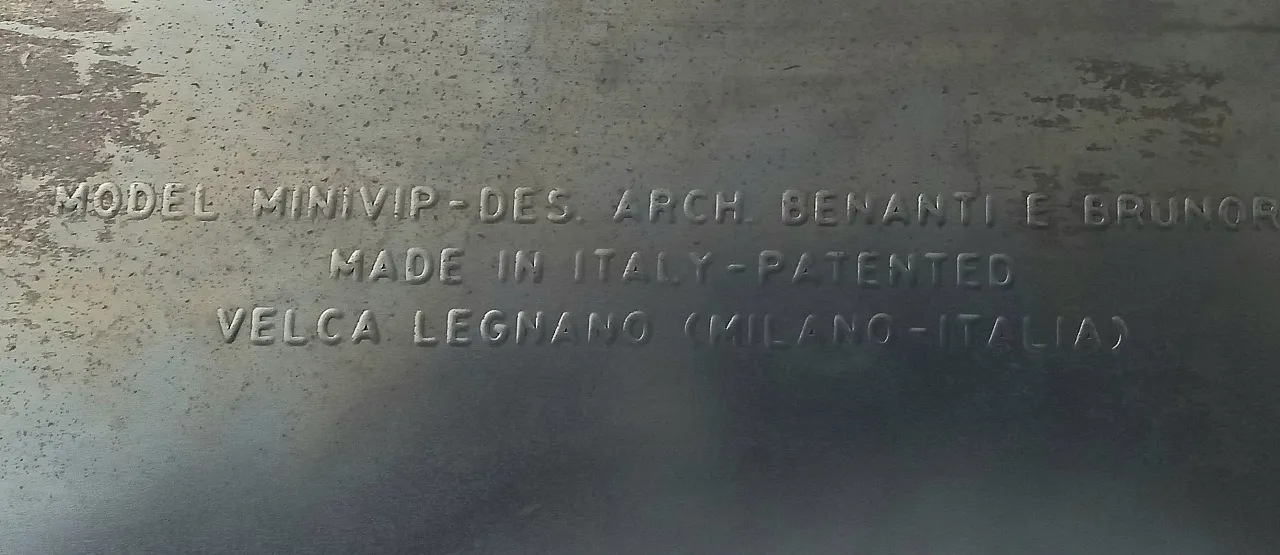 MODEL MINIVIP-DES. ARCH. BENANTI E BRUNOR
MADE IN ITALY-PATENTED
VELCA LEGNANO (MILANO-ITALIA)